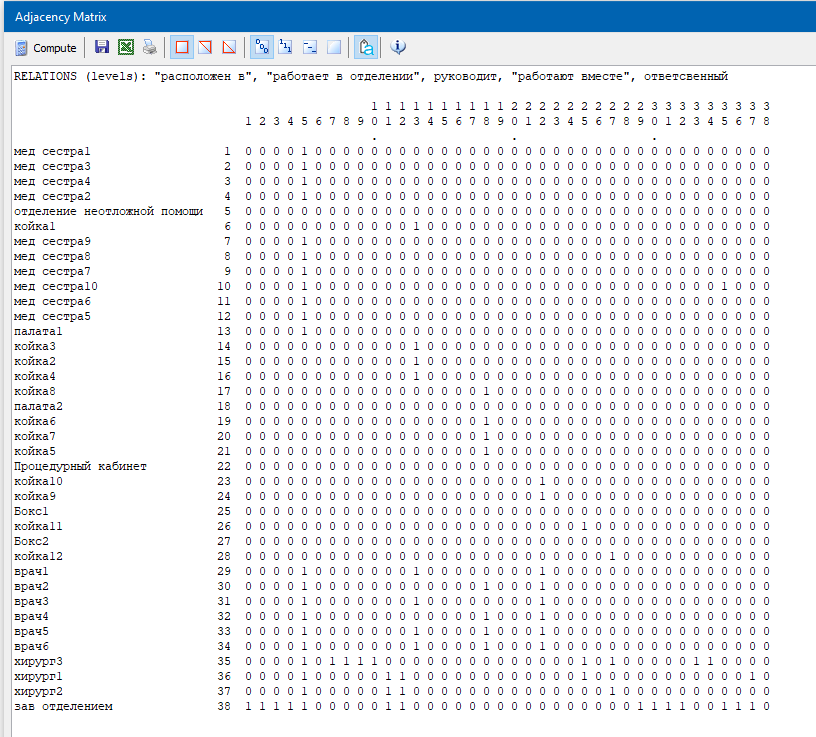 Adjacency Matrix
Compute
RELATIONS (levels): "расположен в", "работает в отделении", руководит, "работают вместе", ответсвенный
1 1 1 1 1 1 1 1 1 1 2 2 2 2 2 2 2 2 2 2 3 3 3 3 3 3 3 3 3
1 2 3 4 5 6 7 8 9 0 1 2 3 4 5 6 7 8 9 0 1 2 3 4 5 6 7 8 9 0 1 2 3 4 5 6 7 8
. . .
мед сестра1 1 0 0 0 0 1 0 0 0 0 0 0 0 0 0 0 0 0 0 0 0 0 0 0 0 0 0 0 0 0 0 0 0 0 0 0 0 0 0
мед сестра3 2 0 0 0 0 1 0 0 0 0 0 0 0 0 0 0 0 0 0 0 0 0 0 0 0 0 0 0 0 0 0 0 0 0 0 0 0 0 0
мед сестра4 3 0 0 0 0 1 0 0 0 0 0 0 0 0 0 0 0 0 0 0 0 0 0 0 0 0 0 0 0 0 0 0 0 0 0 0 0 0 0
мед сестра2 4 0 0 0 0 1 0 0 0 0 0 0 0 0 0 0 0 0 0 0 0 0 0 0 0 0 0 0 0 0 0 0 0 0 0 0 0 0 0
отделение неотложной помощи 5 0 0 0 0 0 0 0 0 0 0 0 0 0 0 0 0 0 0 0 0 0 0 0 0 0 0 0 0 0 0 0 0 0 0 0 0 0 0
койка1 6 0 0 0 0 0 0 0 0 0 0 0 0 1 0 0 0 0 0 0 0 0 0 0 0 0 0 0 0 0 0 0 0 0 0 0 0 0 0
мед сестра9 7 0 0 0 0 1 0 0 0 0 0 0 0 0 0 0 0 0 0 0 0 0 0 0 0 0 0 0 0 0 0 0 0 0 0 0 0 0 0
мед сестра8 8 0 0 0 0 1 0 0 0 0 0 0 0 0 0 0 0 0 0 0 0 0 0 0 0 0 0 0 0 0 0 0 0 0 0 0 0 0 0
мед сестра7 9 0 0 0 0 1 0 0 0 0 0 0 0 0 0 0 0 0 0 0 0 0 0 0 0 0 0 0 0 0 0 0 0 0 0 0 0 0 0
мед сестра10 10 0 0 0 0 1 0 0 0 0 0 0 0 0 0 0 0 0 0 0 0 0 0 0 0 0 0 0 0 0 0 0 0 0 0 1 0 0 0
мед сестра6 11 0 0 0 0 1 0 0 0 0 0 0 0 0 0 0 0 0 0 0 0 0 0 0 0 0 0 0 0 0 0 0 0 0 0 0 0 0 0
мед сестра5 12 0 0 0 0 1 0 0 0 0 0 0 0 0 0 0 0 0 0 0 0 0 0 0 0 0 0 0 0 0 0 0 0 0 0 0 0 0 0
палата1 13 0 0 0 0 1 0 0 0 0 0 0 0 0 0 0 0 0 0 0 0 0 0 0 0 0 0 0 0 0 0 0 0 0 0 0 0 0 0
койка3 14 0 0 0 0 0 0 0 0 0 0 0 0 1 0 0 0 0 0 0 0 0 0 0 0 0 0 0 0 0 0 0 0 0 0 0 0 0 0
койка2 15 0 0 0 0 0 0 0 0 0 0 0 0 1 0 0 0 0 0 0 0 0 0 0 0 0 0 0 0 0 0 0 0 0 0 0 0 0 0
койка4 16 0 0 0 0 0 0 0 0 0 0 0 0 1 0 0 0 0 0 0 0 0 0 0 0 0 0 0 0 0 0 0 0 0 0 0 0 0 0
койка8 17 0 0 0 0 0 0 0 0 0 0 0 0 0 0 0 0 0 1 0 0 0 0 0 0 0 0 0 0 0 0 0 0 0 0 0 0 0 0
палата2 18 0 0 0 0 1 0 0 0 0 0 0 0 0 0 0 0 0 0 0 0 0 0 0 0 0 0 0 0 0 0 0 0 0 0 0 0 0 0
койка6 19 0 0 0 0 0 0 0 0 0 0 0 0 0 0 0 0 0 1 0 0 0 0 0 0 0 0 0 0 0 0 0 0 0 0 0 0 0 0
койка7 20 0 0 0 0 0 0 0 0 0 0 0 0 0 0 0 0 0 1 0 0 0 0 0 0 0 0 0 0 0 0 0 0 0 0 0 0 0 0
койка5 21 0 0 0 0 0 0 0 0 0 0 0 0 0 0 0 0 0 1 0 0 0 0 0 0 0 0 0 0 0 0 0 0 0 0 0 0 0 0
Процедурный кабинет 22 0 0 0 0 1 0 0 0 0 0 0 0 0 0 0 0 0 0 0 0 0 0 0 0 0 0 0 0 0 0 0 0 0 0 0 0 0 0
койка10 23 0 0 0 0 0 0 0 0 0 0 0 0 0 0 0 0 0 0 0 0 0 1 0 0 0 0 0 0 0 0 0 0 0 0 0 0 0 0
койка9 24 0 0 0 0 0 0 0 0 0 0 0 0 0 0 0 0 0 0 0 0 0 1 0 0 0 0 0 0 0 0 0 0 0 0 0 0 0 0
Бокс1 25 0 0 0 0 1 0 0 0 0 0 0 0 0 0 0 0 0 0 0 0 0 0 0 0 0 0 0 0 0 0 0 0 0 0 0 0 0 0
койка11 26 0 0 0 0 0 0 0 0 0 0 0 0 0 0 0 0 0 0 0 0 0 0 0 0 1 0 0 0 0 0 0 0 0 0 0 0 0 0
Бокс2 27 0 0 0 0 1 0 0 0 0 0 0 0 0 0 0 0 0 0 0 0 0 0 0 0 0 0 0 0 0 0 0 0 0 0 0 0 0 0
койка12 28 0 0 0 0 0 0 0 0 0 0 0 0 0 0 0 0 0 0 0 0 0 0 0 0 0 0 1 0 0 0 0 0 0 0 0 0 0 0
врач1 29 0 0 0 0 1 0 0 0 0 0 0 0 1 0 0 0 0 0 0 0 0 1 0 0 0 0 0 0 0 0 0 0 0 0 0 0 0 0
врач2 30 0 0 0 0 1 0 0 0 0 0 0 0 0 0 0 0 0 1 0 0 0 1 0 0 0 0 0 0 0 0 0 0 0 0 0 0 0 0
врач3 31 0 0 0 0 1 0 0 0 0 0 0 0 1 0 0 0 0 0 0 0 0 1 0 0 0 0 0 0 0 0 0 0 0 0 0 0 0 0
врач4 32 0 0 0 0 1 0 0 0 0 0 0 0 0 0 0 0 0 1 0 0 0 1 0 0 0 0 0 0 0 0 0 0 0 0 0 0 0 0
врач5 33 0 0 0 0 1 0 0 0 0 0 0 0 1 0 0 0 0 1 0 0 0 1 0 0 0 0 0 0 0 0 0 0 0 0 0 0 0 0
врач6 34 0 0 0 0 1 0 0 0 0 0 0 0 1 0 0 0 0 1 0 0 0 1 0 0 0 0 0 0 0 0 0 0 0 0 0 0 0 0
хирург3 35 0 0 0 0 1 0 1 1 1 1 0 0 0 0 0 0 0 0 0 0 0 0 0 0 1 0 1 0 0 0 0 0 1 1 0 0 0 0
хирург1 36 0 0 0 0 1 0 0 0 0 0 1 1 0 0 0 0 0 0 0 0 0 0 0 0 1 0 0 0 0 0 0 0 0 0 0 0 1 0
хирург2 37 0 0 0 0 1 0 0 0 0 0 1 1 0 0 0 0 0 0 0 0 0 0 0 0 0 0 1 0 0 0 0 0 0 0 0 0 0 0
зав отделением 38 1 1 1 1 1 0 0 0 0 0 1 1 0 0 0 0 0 0 0 0 0 0 0 0 0 0 0 0 1 1 1 1 0 0 1 1 1 0